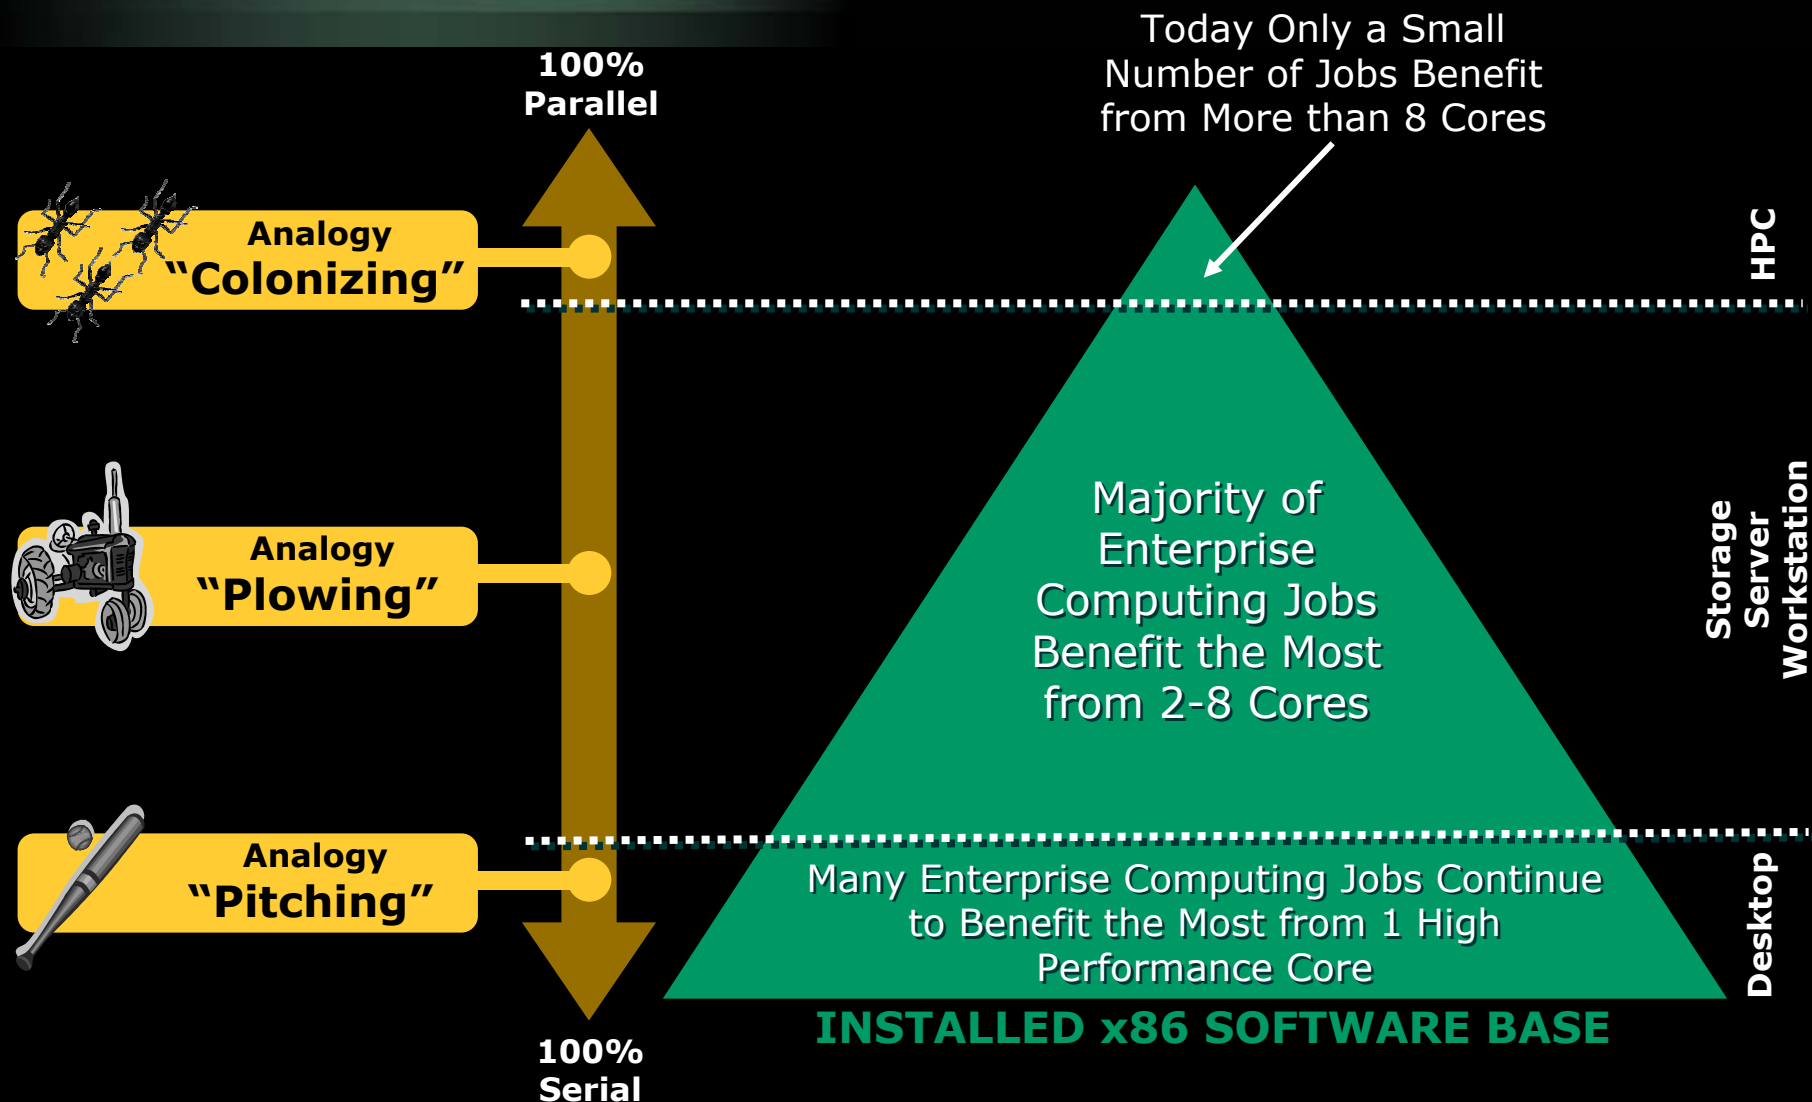 100%
Parallel
Today Only a Small
Number of Jobs Benefit
from More than 8 Cores
Analogy
“Colonizing”
HPC
Analogy
“Plowing”
Majority of
Enterprise
Computing Jobs
Benefit the Most
from 2-8 Cores
Storage
Server
Workstation
Analogy
“Pitching”
Many Enterprise Computing Jobs Continue
to Benefit the Most from 1 High
Performance Core
Desktop
INSTALLED x86 SOFTWARE BASE
100%
Serial